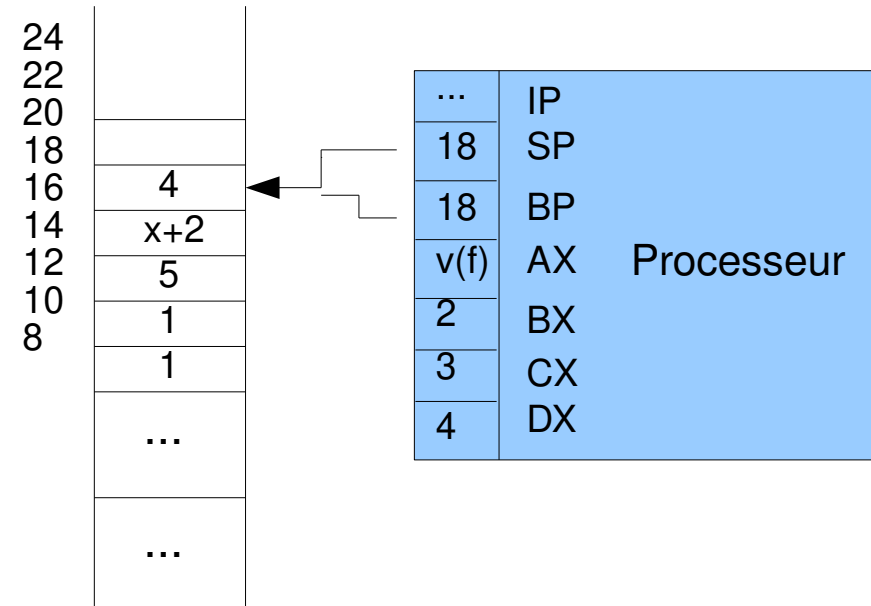 24
22
20
18
16
14
12
10
8
4
x+2
5
1
1
...
...
... IP
18 SP
18 BP
v(f) AX Processeur
2 BX
3 CX
4 DX